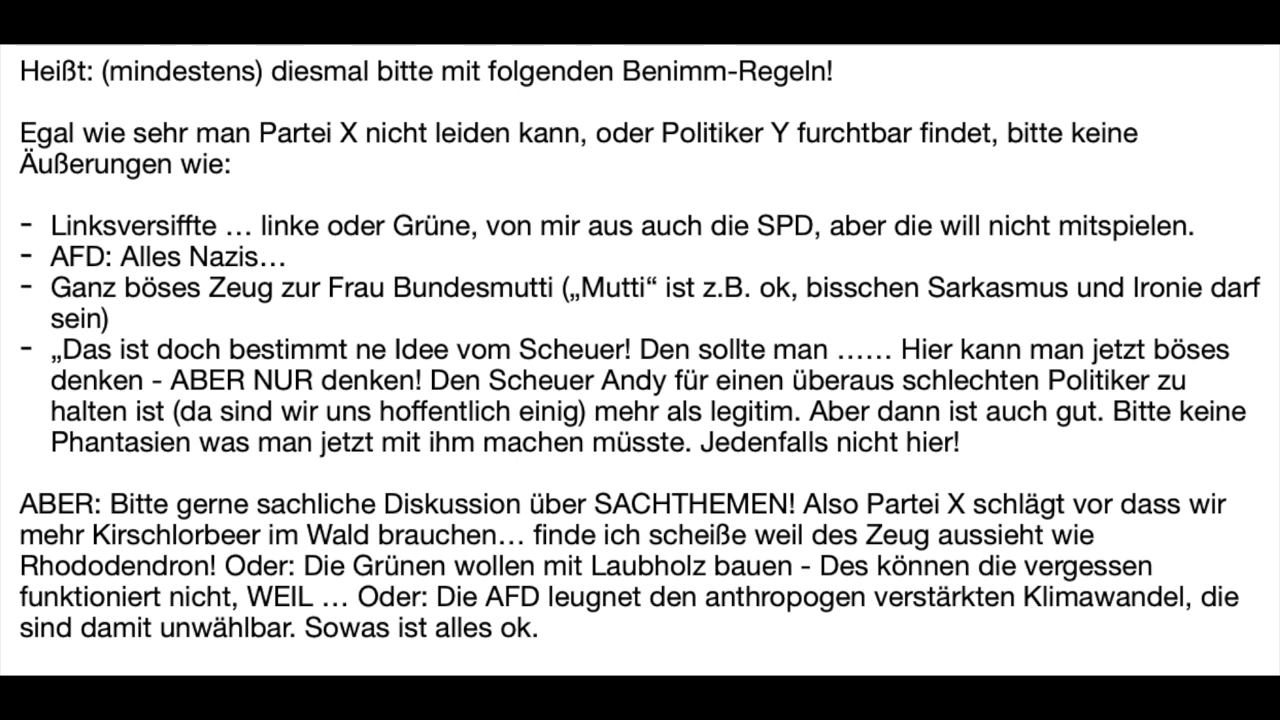 Heißt: (mindestens) diesmal bitte mit folgenden Benimm-Regeln!
Egal wie sehr man Partei X nicht leiden kann, oder Politiker Y furchtbar findet, bitte keine
Äußerungen wie:
- Linksversiffte … linke oder Grüne, von mir aus auch die SPD, aber die will nicht mitspielen.
- AFD: Alles Nazis…
- Ganz böses Zeug zur Frau Bundesmutti („Mutti“ ist z.B. ok, bisschen Sarkasmus und Ironie darf
sein)
- „Das ist doch bestimmt ne Idee vom Scheuer! Den sollte man …… Hier kann man jetzt böses
denken - ABER NUR denken! Den Scheuer Andy für einen überaus schlechten Politiker zu
halten ist (da sind wir uns hoffentlich einig) mehr als legitim. Aber dann ist auch gut. Bitte keine
Phantasien was man jetzt mit ihm machen müsste. Jedenfalls nicht hier!
ABER: Bitte gerne sachliche Diskussion über SACHTHEMEN! Also Partei X schlägt vor dass wir
mehr Kirschlorbeer im Wald brauchen… finde ich scheiße weil des Zeug aussieht wie
Rhododendron! Oder: Die Grünen wollen mit Laubholz bauen - Des können die vergessen
funktioniert nicht, WEIL … Oder: Die AFD leugnet den anthropogen verstärkten Klimawandel, die
sind damit unwählbar. Sowas ist alles ok.